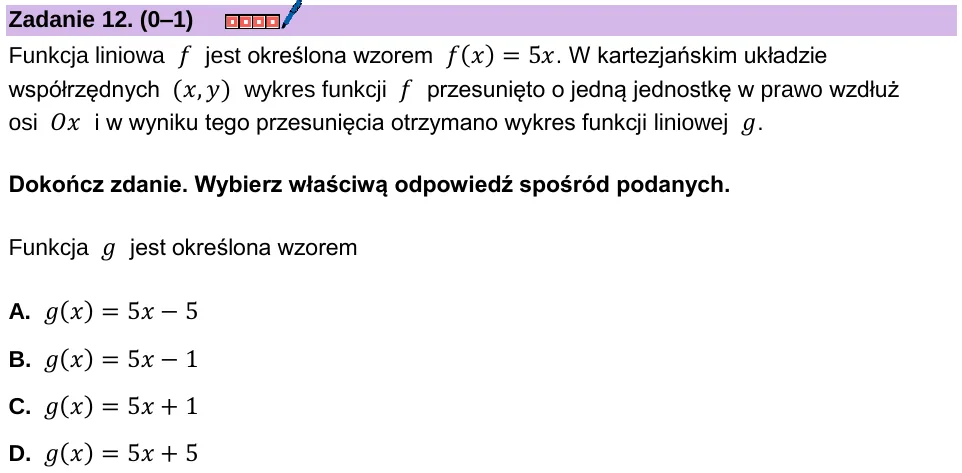 Zadanie 12. (0–1)
Funkcja liniowa f jest określona wzorem f(x) = 5x. W kartezjańskim układzie
współrzędnych (x, y) wykres funkcji f przesunięto o jedną jednostkę w prawo wzdłuż
osi Ox i w wyniku tego przesunięcia otrzymano wykres funkcji liniowej g.
Dokończ zdanie. Wybierz właściwą odpowiedź spośród podanych.
Funkcja g jest określona wzorem
A. g(x) = 5x − 5
B. g(x) = 5x − 1
C. g(x) = 5x + 1
D. g(x) = 5x + 5